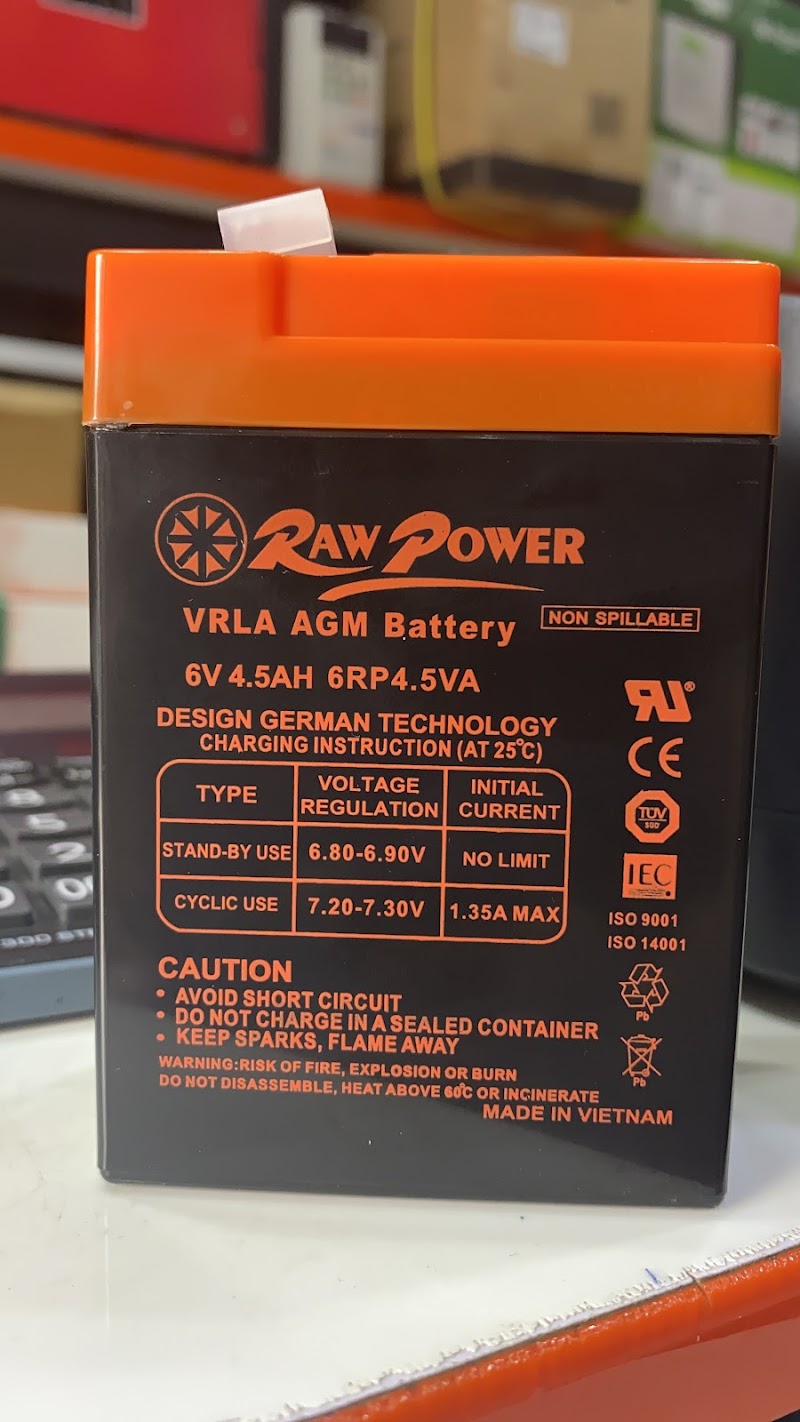 RAW POWER
VRLA AGM Battery
NON SPILLABLE
6V 4.5AH 6RP4.5VA
DESIGN GERMAN TECHNOLOGY
CHARGING INSTRUCTION (AT 25°C)
TYPE VOLTAGE REGULATION INITIAL CURRENT
STAND-BY USE 6.80-6.90V NO LIMIT
CYCLIC USE 7.20-7.30V 1.35A MAX
RU®
CE
TUV
IEC
ISO 9001
ISO 14001
Pb
Pb
CAUTION
• AVOID SHORT CIRCUIT
• DO NOT CHARGE IN A SEALED CONTAINER
• KEEP SPARKS, FLAME AWAY
WARNING:RISK OF FIRE, EXPLOSION OR BURN
DO NOT DISASSEMBLE, HEAT ABOVE 60°C OR INCINERATE
MADE IN VIETNAM